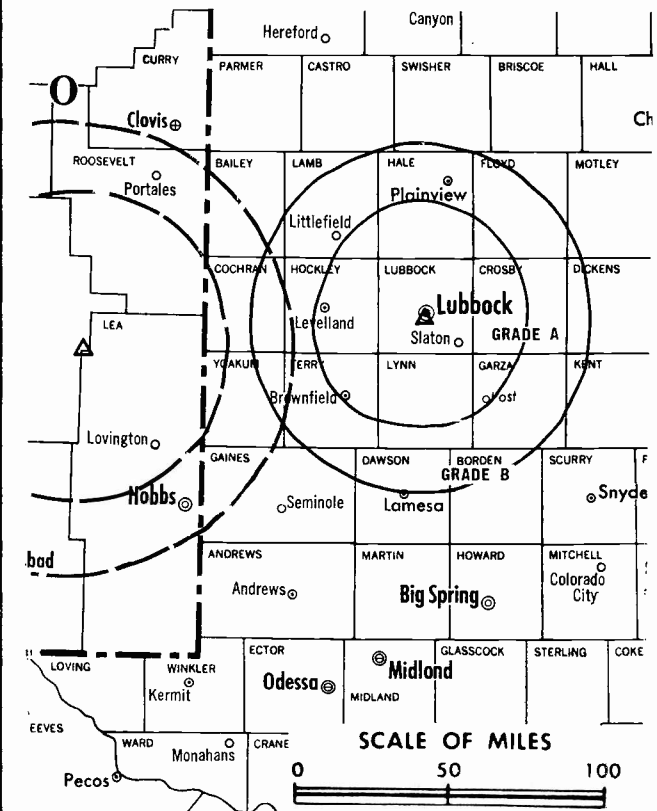 Canyon
Hereford
CURRY
PARMER
CASTRO
SWISHER
BRISCOE
HALL
O
Clovis
Ch
ROOSEVELT
BAILEY
LAMB
HALE
FLOYD
MOTLEY
Portales
Plainview
Littlefield
COCHRAN
HOCKLEY
LUBBOCK
CROSBY
DICKENS
Lubbock
Levelland
LEA
Slaton
GRADE A
YOAKUM
TERRY
LYNN
GARZA
KENT
Brownfield
Post
Lovington
GAINES
DAWSON
BORDEN
SCURRY
F
GRADE B
Hobbs
Seminole
Lamesa
Snyde
bad
ANDREWS
MARTIN
HOWARD
MITCHELL
Andrews
Big Spring
Colorado
City
LOVING
WINKLER
ECTOR
GLASSCOCK
STERLING
COKE
Kermit
Odessa
Midland
MIDLAND
EEVES
WARD
Monahans
CRANE
SCALE OF MILES
Pecos
0
50
100